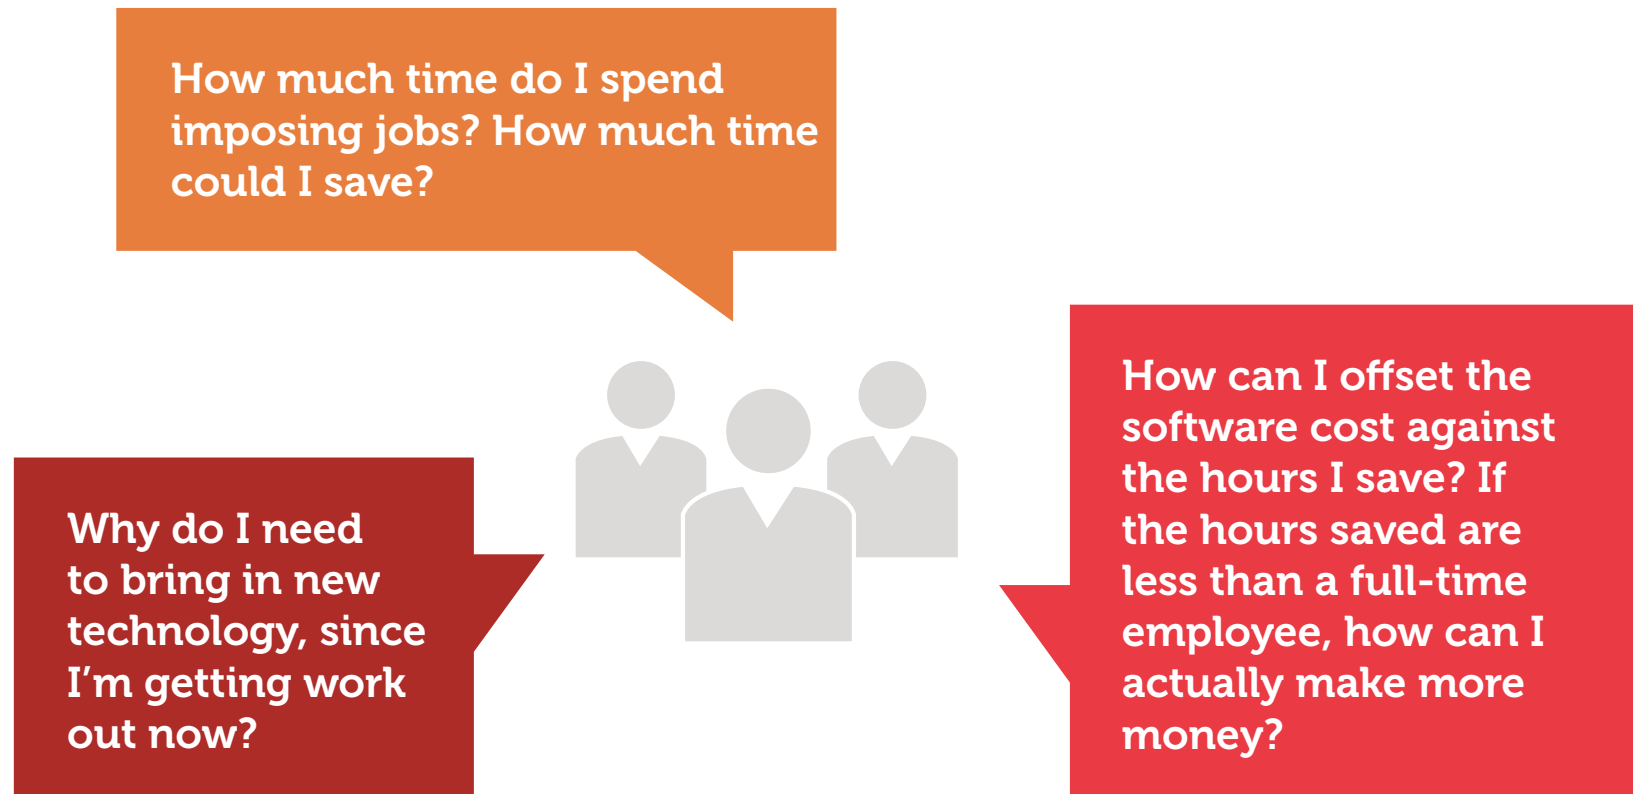 How much time do I spend
imposing jobs? How much time
could I save?
How can I offset the
software cost against
the hours I save? If
the hours saved are
less than a full-time
employee, how can I
actually make more
money?
Why do I need
to bring in new
technology, since
I'm getting work
out now?